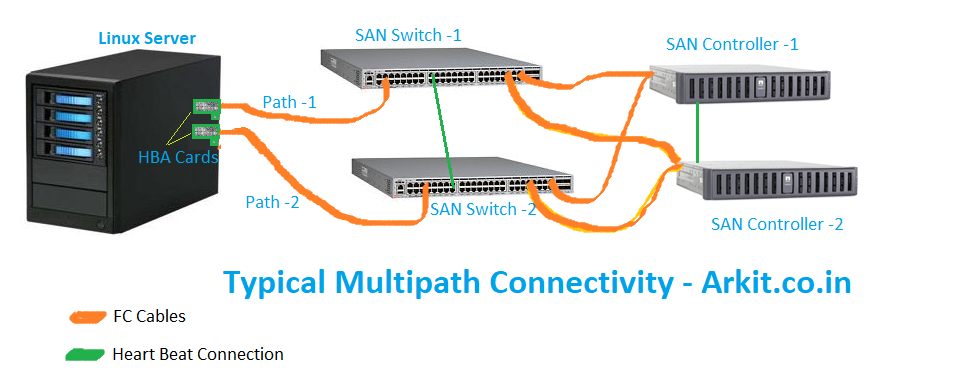 Linux Server
SAN Switch -1
SAN Controller -1
Path -1
HBA Cards
Path -2
SAN Switch -2
SAN Controller -2
Typical Multipath Connectivity - Arkit.co.in
FC Cables
Heart Beat Connection